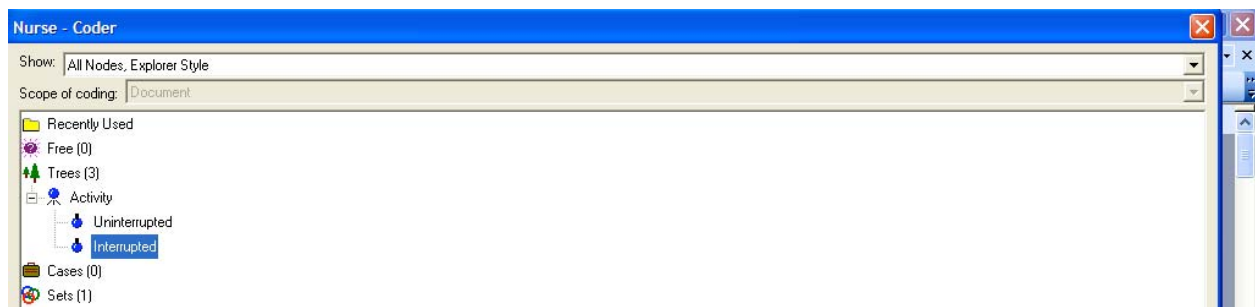 Nurse - Coder
Show: All Nodes, Explorer Style
Scope of coding: Document
Recently Used
Free (0)
Trees (3)
Activity
Uninterrupted
Interrupted
Cases (0)
Sets (1)